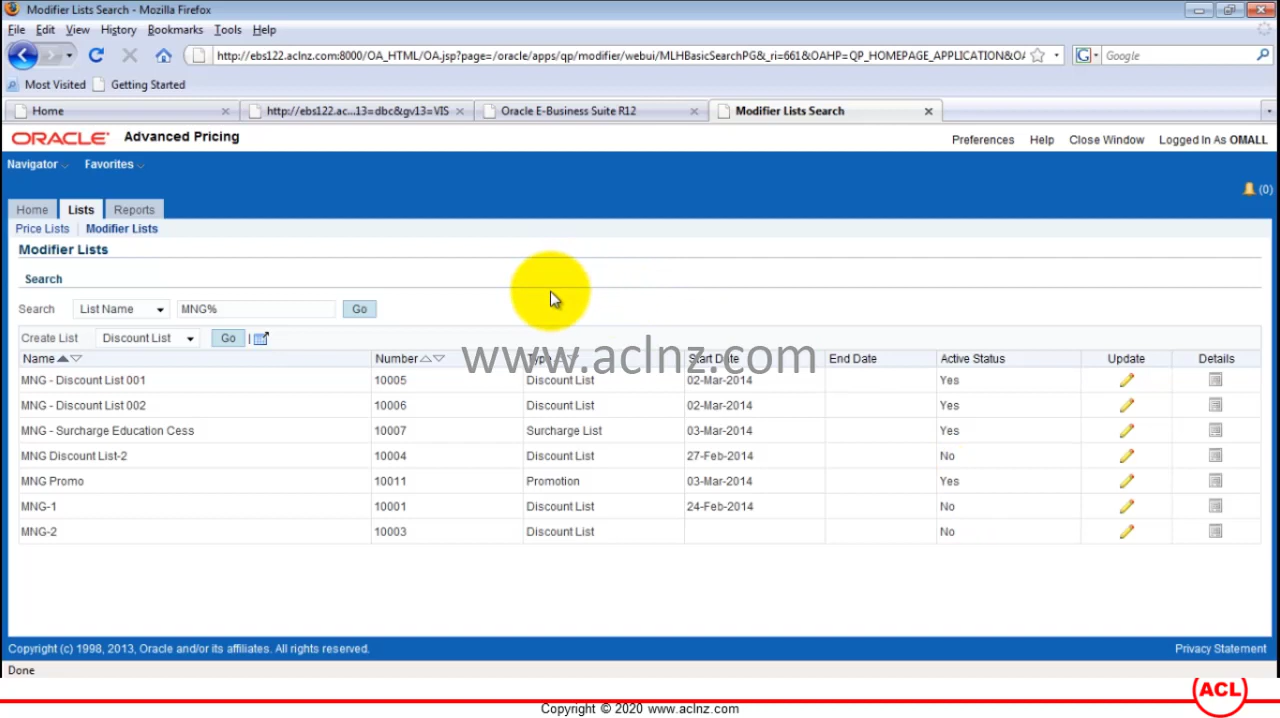 Modifier Lists Search - Mozilla Firefox
File Edit View History Bookmarks Tools Help
http://ebs122.aclnz.com:8000/OA_HTML/OA.jsp?page=/oracle/apps/qp/modifier/webui/MLHBasicSearchPG&_ri=661&OAHP=QP_HOMEPAGE_APPLICATION&O Google
Most Visited Getting Started
Home http://ebs122.ac...13=dbc&gv13=VIS Oracle E-Business Suite R12 Modifier Lists Search
ORACLE Advanced Pricing
Preferences Help Close Window Logged In As OMALL
Navigator Favorites
(0)
Home Lists Reports
Price Lists Modifier Lists
Modifier Lists
Search
Search List Name MNG% Go
Create List Discount List Go
www.aclnz.com
Name Number Type Start Date End Date Active Status Update Details
MNG - Discount List 001 10005 Discount List 02-Mar-2014 Yes
MNG - Discount List 002 10006 Discount List 02-Mar-2014 Yes
MNG - Surcharge Education Cess 10007 Surcharge List 03-Mar-2014 Yes
MNG Discount List-2 10004 Discount List 27-Feb-2014 No
MNG Promo 10011 Promotion 03-Mar-2014 Yes
MNG-1 10001 Discount List 24-Feb-2014 No
MNG-2 10003 Discount List No
Copyright (c) 1998, 2013, Oracle and/or its affiliates. All rights reserved. Privacy Statement
Done
ACL
Copyright © 2020 www.aclnz.com